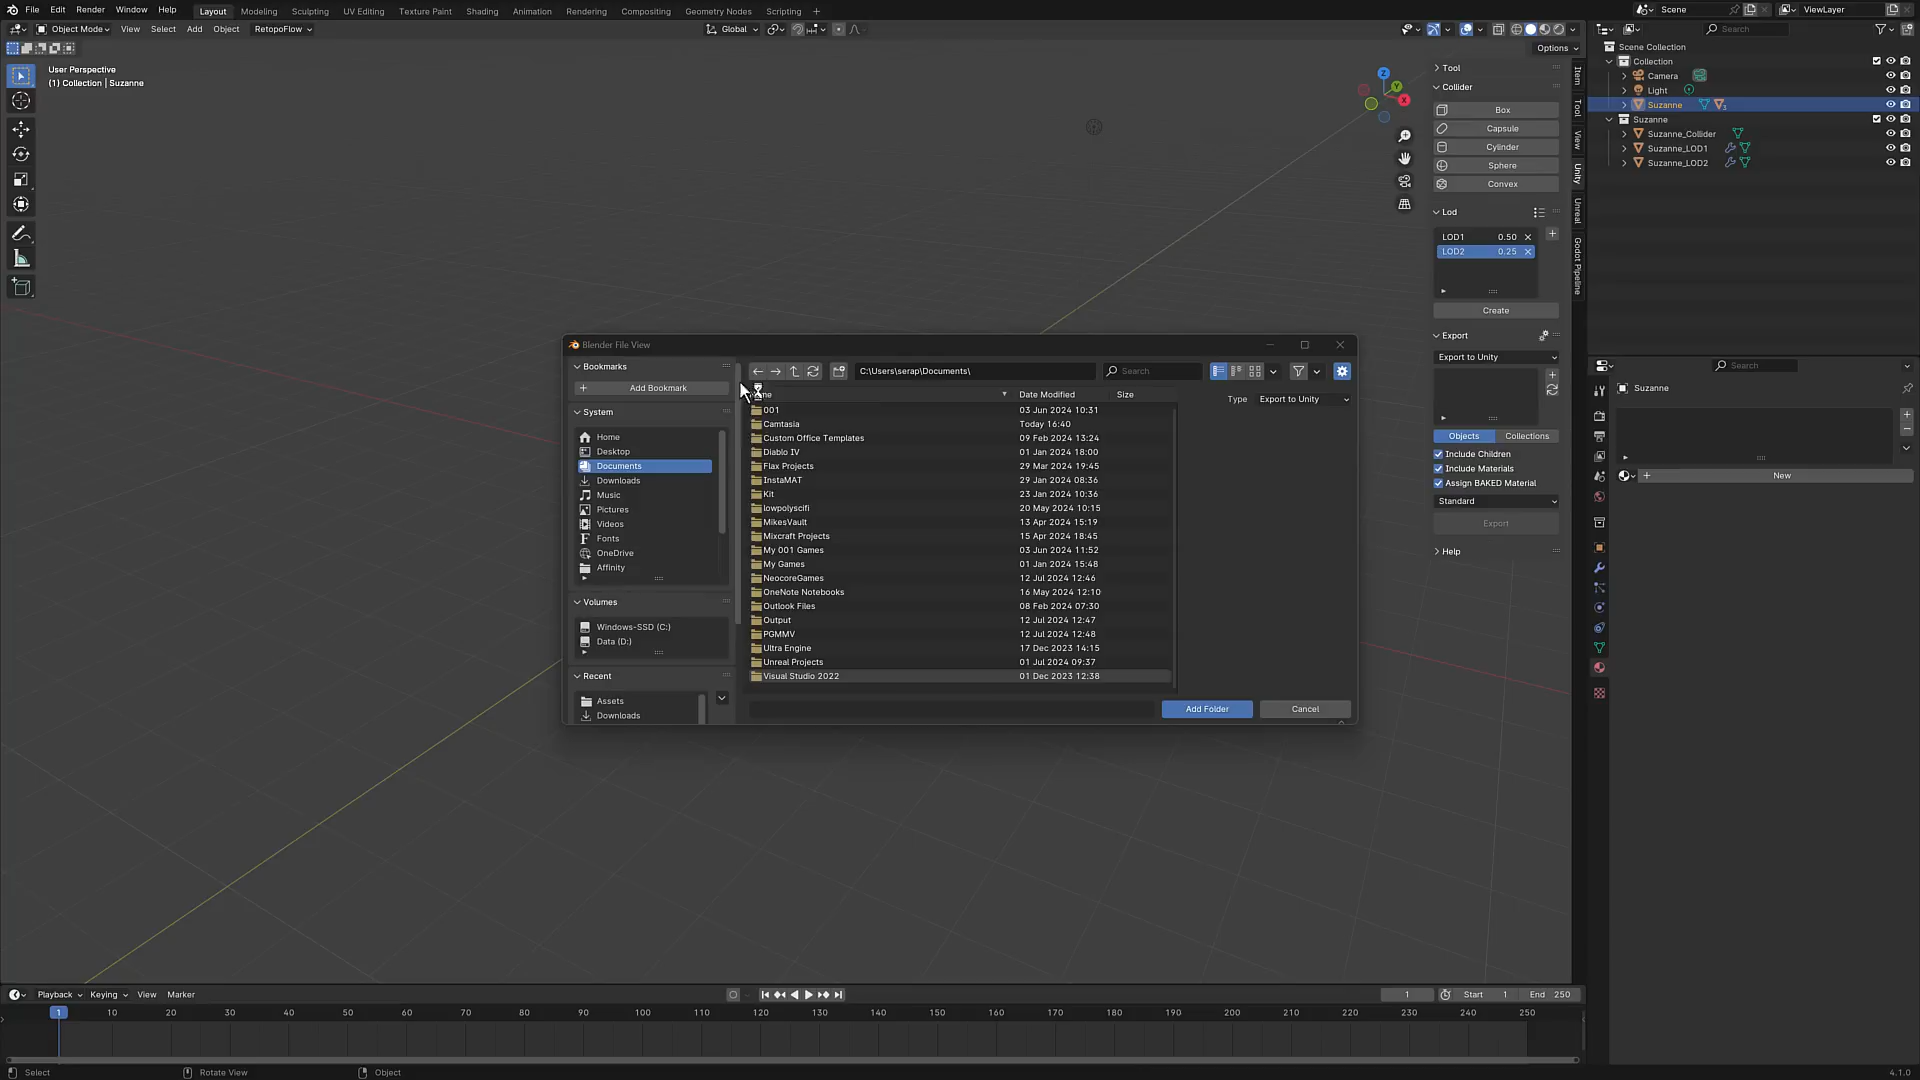 File Edit Render Window Help Layout Modeling Sculpting UV Editing Texture Paint Shading Animation Rendering Compositing Geometry Nodes Scripting + Scene ViewLayer
Object Mode View Select Add Object RetopoFlow Global Search
Options
User Perspective
(1) Collection | Suzanne
Z
Y
X
Tool
Collider
Box
Capsule
Cylinder
Sphere
Convex
Lod
LOD1 0.50
LOD2 0.25
Create
Export
Export to Unity
Objects Collections
Include Children
Include Materials
Assign BAKED Material
Standard
Export
Help
Item
Tool
View
Unity
Unreal
Godot Pipeline
Scene Collection
Collection
Camera
Light
Suzanne 3
Suzanne
Suzanne_Collider
Suzanne_LOD1
Suzanne_LOD2
Search
Suzanne
New
Blender File View
Bookmarks
Add Bookmark
System
Home
Desktop
Documents
Downloads
Music
Pictures
Videos
Fonts
OneDrive
Affinity
Volumes
Windows-SSD (C:)
Data (D:)
Recent
Assets
Downloads
C:\Users\serap\Documents\ Search
Date Modified Size
001 03 Jun 2024 10:31
Camtasia Today 16:40
Custom Office Templates 09 Feb 2024 13:24
Diablo IV 01 Jan 2024 18:00
Flax Projects 29 Mar 2024 19:45
InstaMAT 29 Jan 2024 08:36
Kit 23 Jan 2024 10:36
lowpolyscifi 20 May 2024 10:15
MikesVault 13 Apr 2024 15:19
Mixcraft Projects 15 Apr 2024 18:45
My 001 Games 03 Jun 2024 11:52
My Games 01 Jan 2024 15:48
NeocoreGames 12 Jul 2024 12:46
OneNote Notebooks 16 May 2024 12:10
Outlook Files 08 Feb 2024 07:30
Output 12 Jul 2024 12:47
PGMMV 12 Jul 2024 12:48
Ultra Engine 17 Dec 2023 14:15
Unreal Projects 01 Jul 2024 09:37
Visual Studio 2022 01 Dec 2023 12:38
Type Export to Unity
Add Folder Cancel
Playback Keying View Marker 1 Start 1 End 250
1 10 20 30 40 50 60 70 80 90 100 110 120 130 140 150 160 170 180 190 200 210 220 230 240 250
Select Rotate View Object 4.1.0